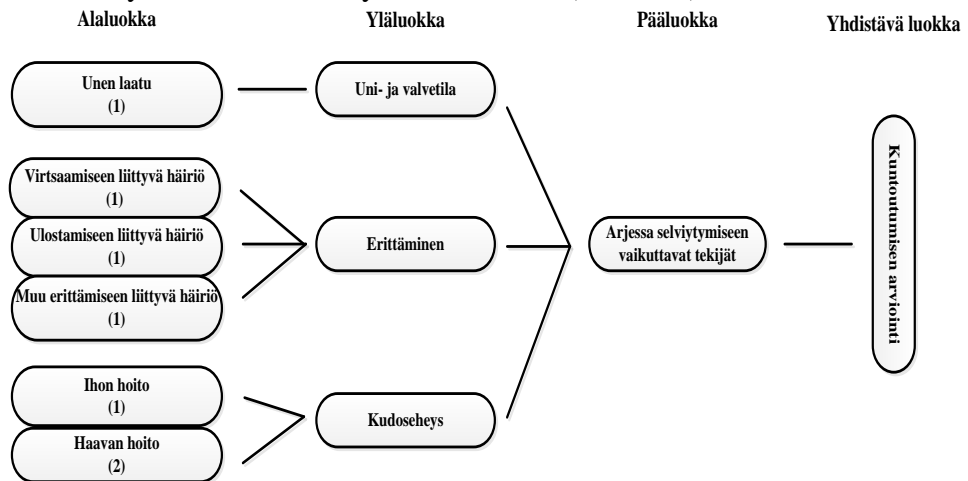 Alaluokka
Yläluokka
Pääluokka
Yhdistävä luokka
Unen laatu
(1)
Uni- ja valvetila
Virtsaamiseen liittyvä häiriö
(1)
Ulostamiseen liittyvä häiriö
(1)
Muu erittämiseen liittyvä häiriö
(1)
Erittäminen
Arjessa selviytymiseen
vaikuttavat tekijät
Kuntoutumisen arviointi
Ihon hoito
(1)
Haavan hoito
(2)
Kudoseheys